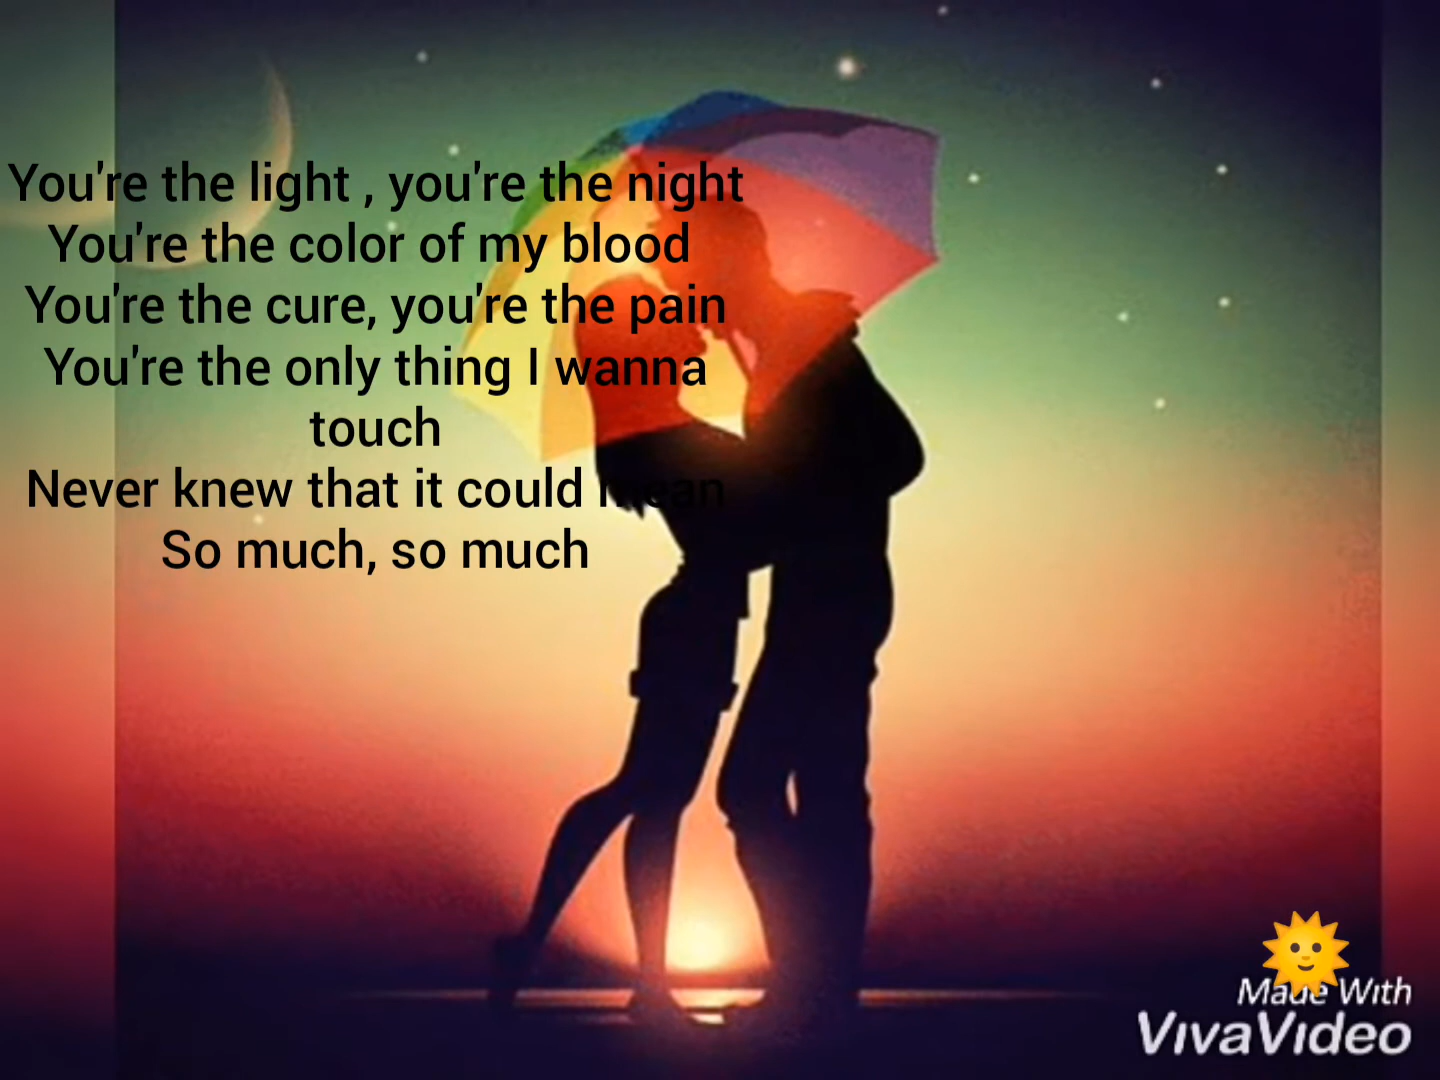 You're the light , you're the night
You're the color of my blood
You're the cure, you're the pain
You're the only thing I wanna
touch
Never knew that it could mean
So much, so much
Made With
VivaVideo